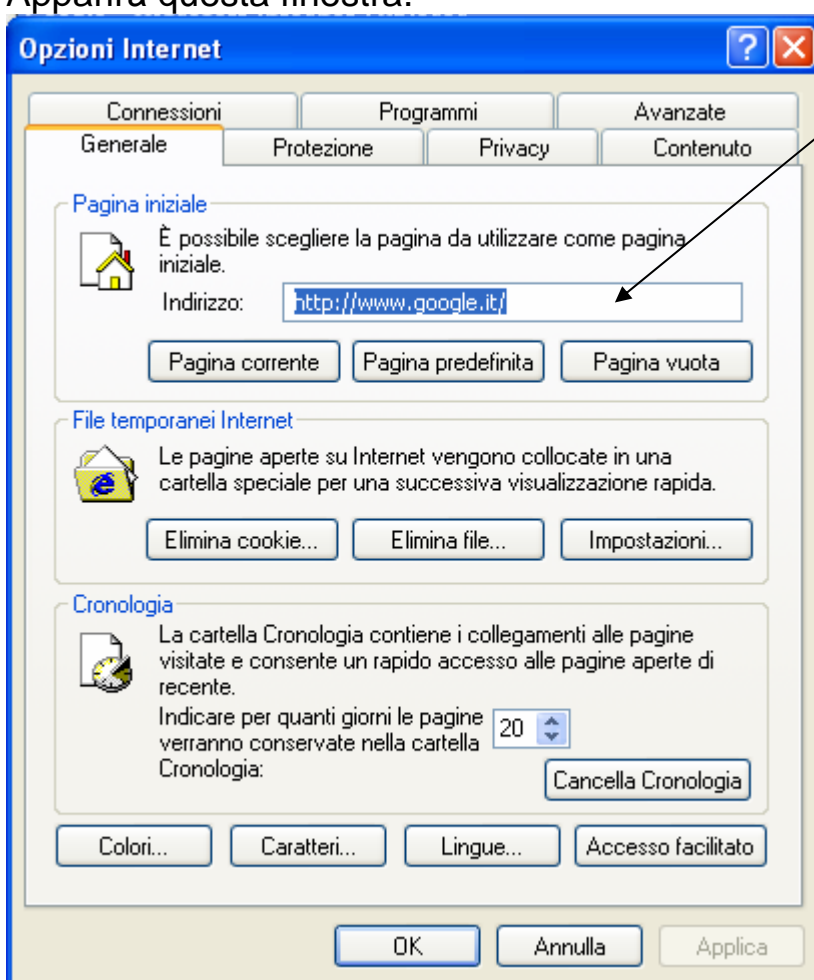 Apparirà questa finestra:
Opzioni Internet
Connessioni Programmi Avanzate
Generale Protezione Privacy Contenuto
Pagina iniziale
È possibile scegliere la pagina da utilizzare come pagina
iniziale.
Indirizzo: http://www.google.it/
Pagina corrente Pagina predefinita Pagina vuota
File temporanei Internet
Le pagine aperte su Internet vengono collocate in una
cartella speciale per una successiva visualizzazione rapida.
Elimina cookie... Elimina file... Impostazioni...
Cronologia
La cartella Cronologia contiene i collegamenti alle pagine
visitate e consente un rapido accesso alle pagine aperte di
recente.
Indicare per quanti giorni le pagine
verranno conservate nella cartella
Cronologia: 20
Cancella Cronologia
Colori... Caratteri... Lingue... Accesso facilitato
OK Annulla Applica